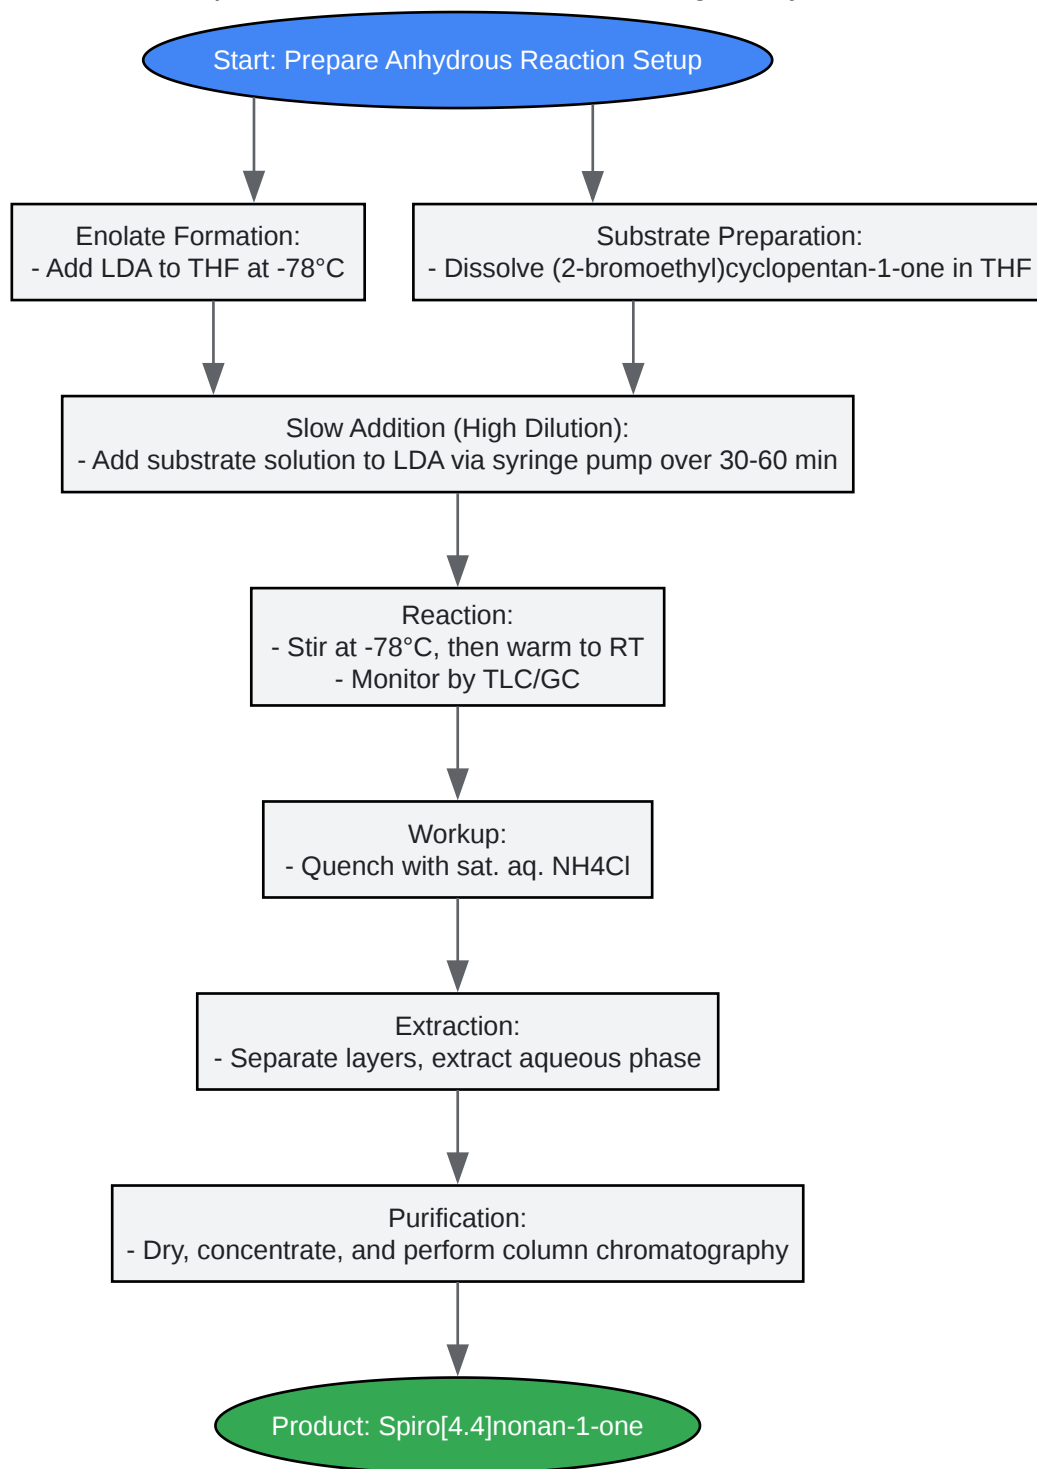 Start: Prepare Anhydrous Reaction Setup
Enolate Formation:
- Add LDA to THF at -78°C
Substrate Preparation:
- Dissolve (2-bromoethyl)cyclopentan-1-one in THF
Slow Addition (High Dilution):
- Add substrate solution to LDA via syringe pump over 30-60 min
Reaction:
- Stir at -78°C, then warm to RT
- Monitor by TLC/GC
Workup:
- Quench with sat. aq. NH4Cl
Extraction:
- Separate layers, extract aqueous phase
Purification:
- Dry, concentrate, and perform column chromatography
Product: Spiro[4.4]nonan-1-one